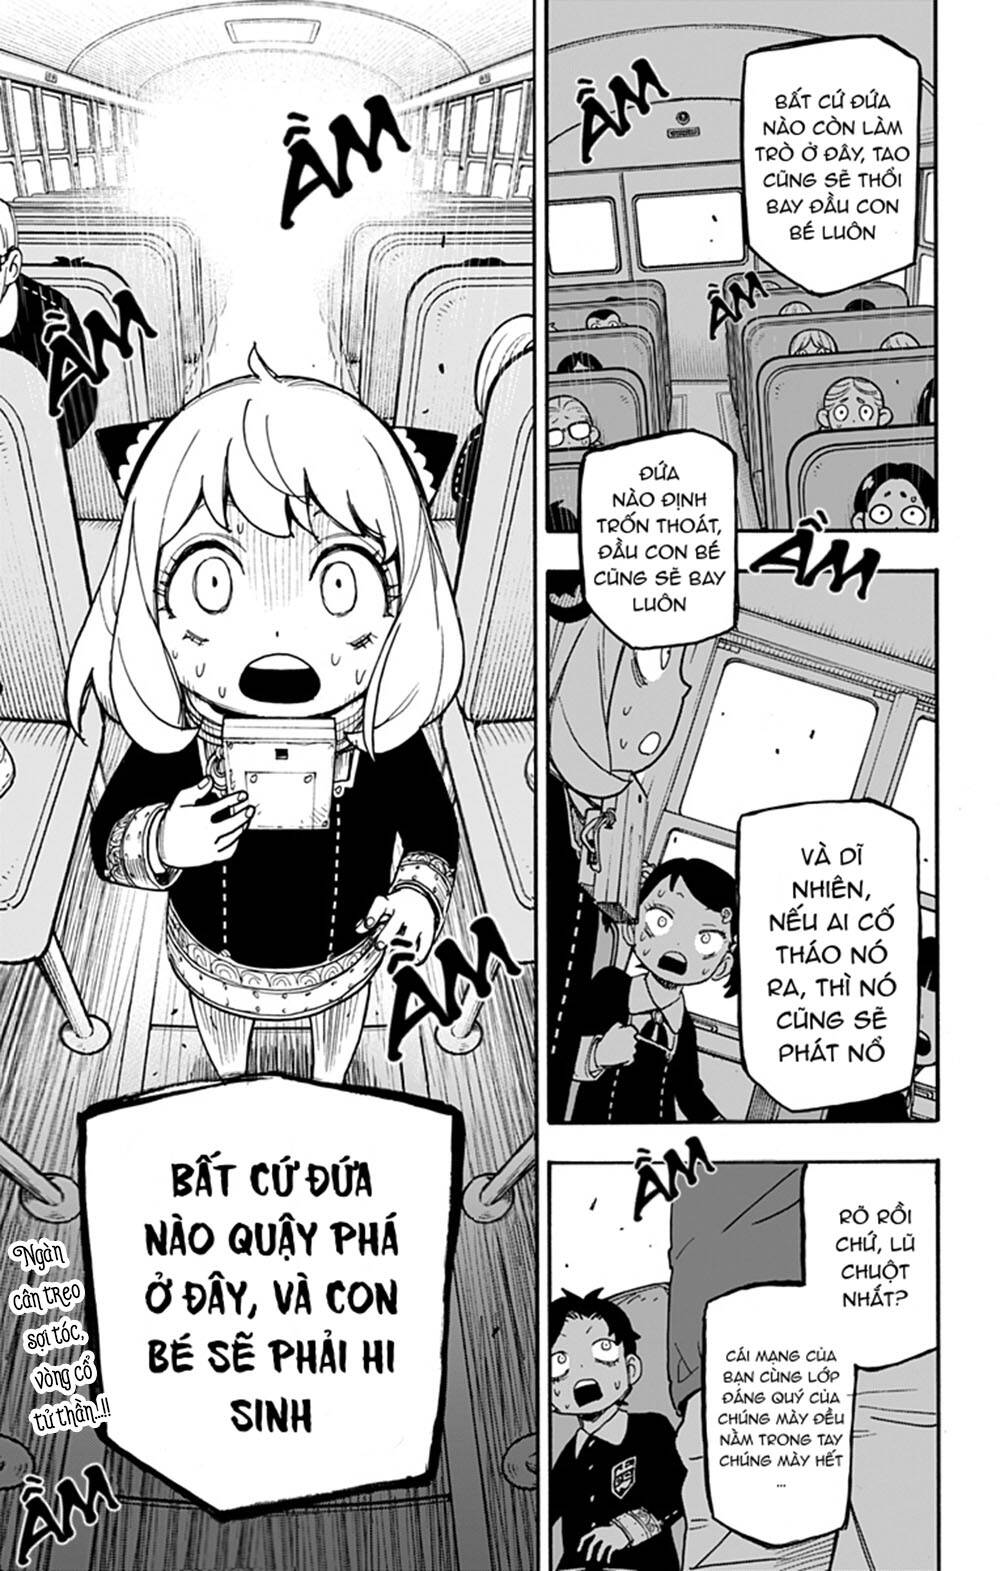 ẦM
BẤT CỨ ĐỨA
NÀO CÒN LÀM
TRÒ Ở ĐÂY, TAO
CŨNG SẼ THỔI
BAY ĐẦU CON
BÉ LUÔN
ẦM
ĐỨA
NÀO ĐỊNH
TRỐN THOÁT,
ĐẦU CON BÉ
CŨNG SẼ BAY
LUÔN
ẦM
VÀ DĨ
NHIÊN,
NẾU AI CỐ
THÁO NÓ
RA, THÌ NÓ
CŨNG SẼ
PHÁT NỔ
ẦM
RÕ RỒI
CHỨ, LŨ
CHUỘT
NHẮT?
CÁI MẠNG CỦA
BẠN CÙNG LỚP
ĐÁNG QUÝ CỦA
CHÚNG MÀY ĐỀU
NẰM TRONG TAY
CHÚNG MÀY HẾT
...
ẦM
ẦM
ẦM
BẤT CỨ ĐỨA
NÀO QUẬY PHÁ
Ở ĐÂY, VÀ CON
BÉ SẼ PHẢI HI
SINH
Ngàn
cân treo
sợi tóc,
vòng cổ
tử thần...!!
ẦM